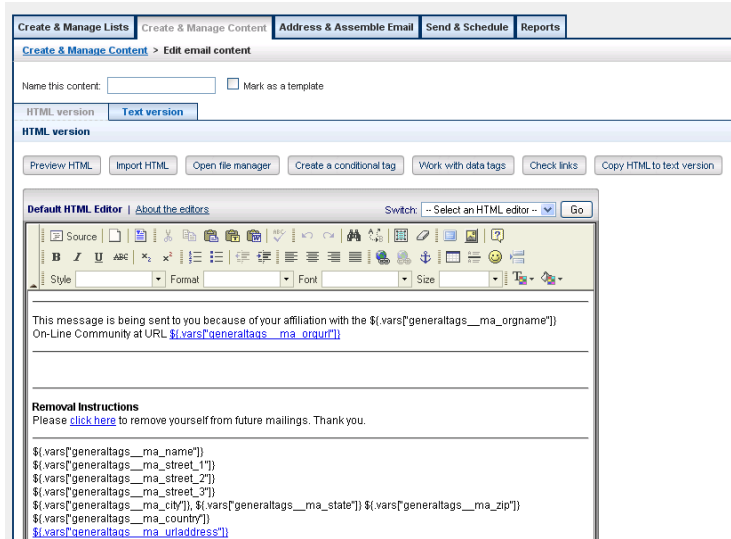 Create & Manage Lists Create & Manage Content Address & Assemble Email Send & Schedule Reports
Create & Manage Content > Edit email content
Name this content: Mark as a template
HTML version Text version
HTML version
Preview HTML Import HTML Open file manager Create a conditional tag Work with data tags Check links Copy HTML to text version
Default HTML Editor | About the editors Switch: -- Select an HTML editor -- Go
Source
B I U ABC x₂ x²
Style Format Font Size
This message is being sent to you because of your affiliation with the ${.vars["generaltags__ma_orgname"]}
On-Line Community at URL ${.vars["generaltags__ma_orgurl"]}
Removal Instructions
Please click here to remove yourself from future mailings. Thank you.
${.vars["generaltags__ma_name"]}
${.vars["generaltags__ma_street_1"]}
${.vars["generaltags__ma_street_2"]}
${.vars["generaltags__ma_street_3"]}
${.vars["generaltags__ma_city"]}, ${.vars["generaltags__ma_state"]} ${.vars["generaltags__ma_zip"]}
${.vars["generaltags__ma_country"]}
${.vars["generaltags__ma_urladdress"]}